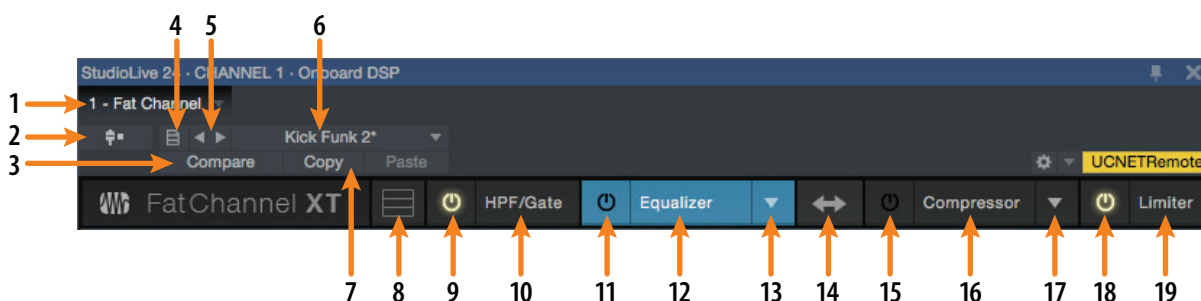 4 5 6
StudioLive 24 · CHANNEL 1 · Onboard DSP
1 1 - Fat Channel
2 Kick Funk 2*
3 Compare Copy Paste UCNETRemote
FatChannel XT HPF/Gate Equalizer Compressor Limiter
7 8 9 10 11 12 13 14 15 16 17 18 19